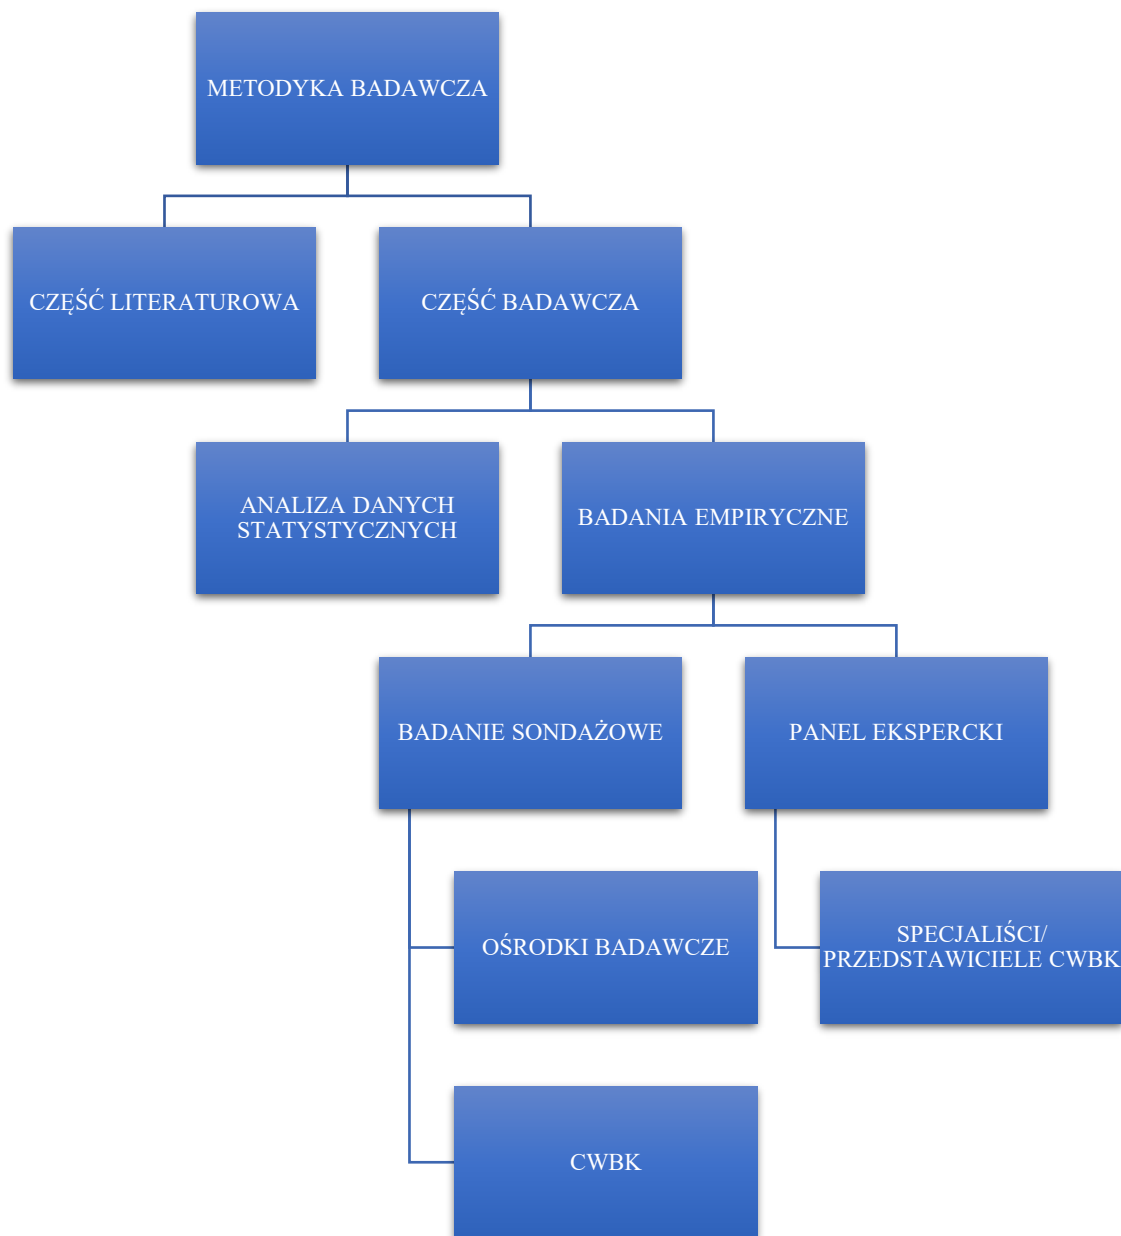 METODYKA BADAWCZA
CZĘŚĆ LITERATUROWA
CZĘŚĆ BADAWCZA
ANALIZA DANYCH
STATYSTYCZNYCH
BADANIA EMPIRYCZNE
BADANIE SONDAŻOWE
PANEL EKSPERCKI
OŚRODKI BADAWCZE
SPECJALIŚCI/
PRZEDSTAWICIELE CWBK
CWBK